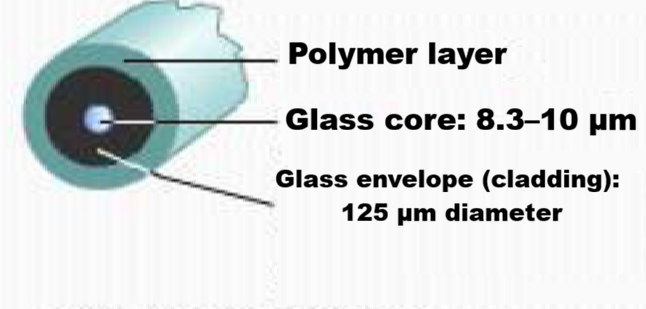 Polymer layer
Glass core: 8.3–10 µm
Glass envelope (cladding):
125 µm diameter